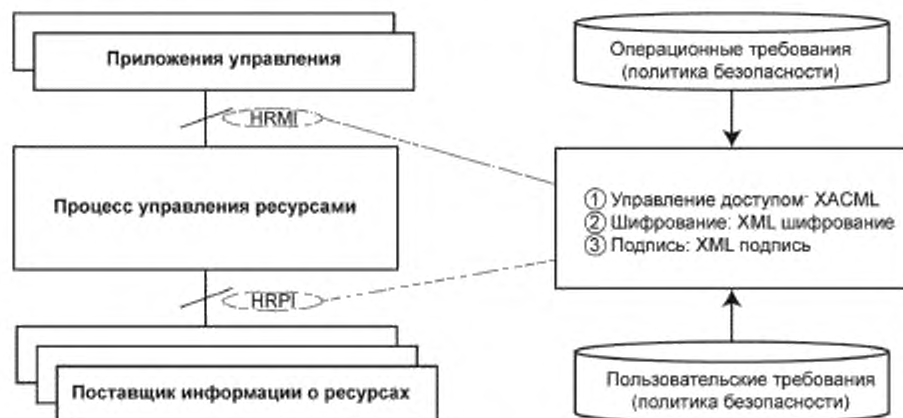 Приложения управления
HRMI
Процесс управления ресурсами
HRPI
Поставщик информации о ресурсах
Операционные требования
(политика безопасности)
① Управление доступом: XACML
② Шифрование: XML шифрование
③ Подпись: XML подпись
Пользовательские требования
(политика безопасности)